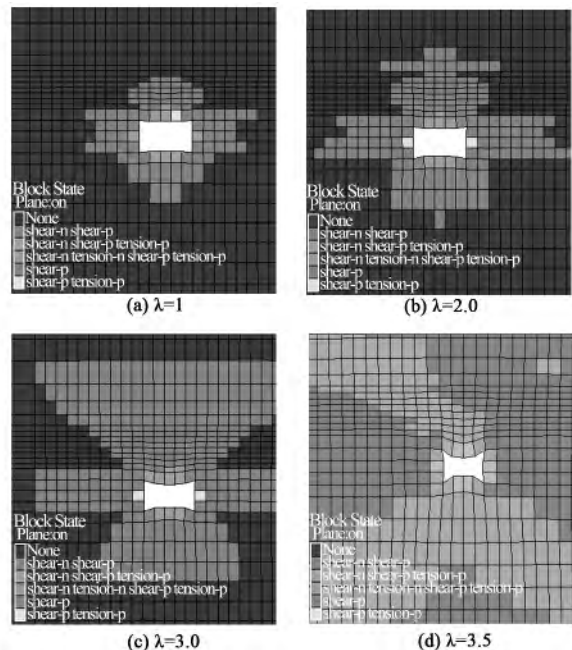 Block State
Plane:on
None
shear-n shear-p
shear-n shear-p tension-p
shear-n tension-n shear-p tension-p
shear-p
shear-p tension-p
(a) λ=1
Block State
Plane:on
None
shear-n shear-p
shear-n shear-p tension-p
shear-n tension-n shear-p tension-p
shear-p
shear-p tension-p
(b) λ=2.0
Block State
Plane:on
None
shear-n shear-p
shear-n shear-p tension-p
shear-n tension-n shear-p tension-p
shear-p
shear-p tension-p
(c) λ=3.0
Block State
Plane:on
None
shear-n shear-p
shear-n shear-p tension-p
shear-n tension-n shear-p tension-p
shear-p
shear-p tension-p
(d) λ=3.5